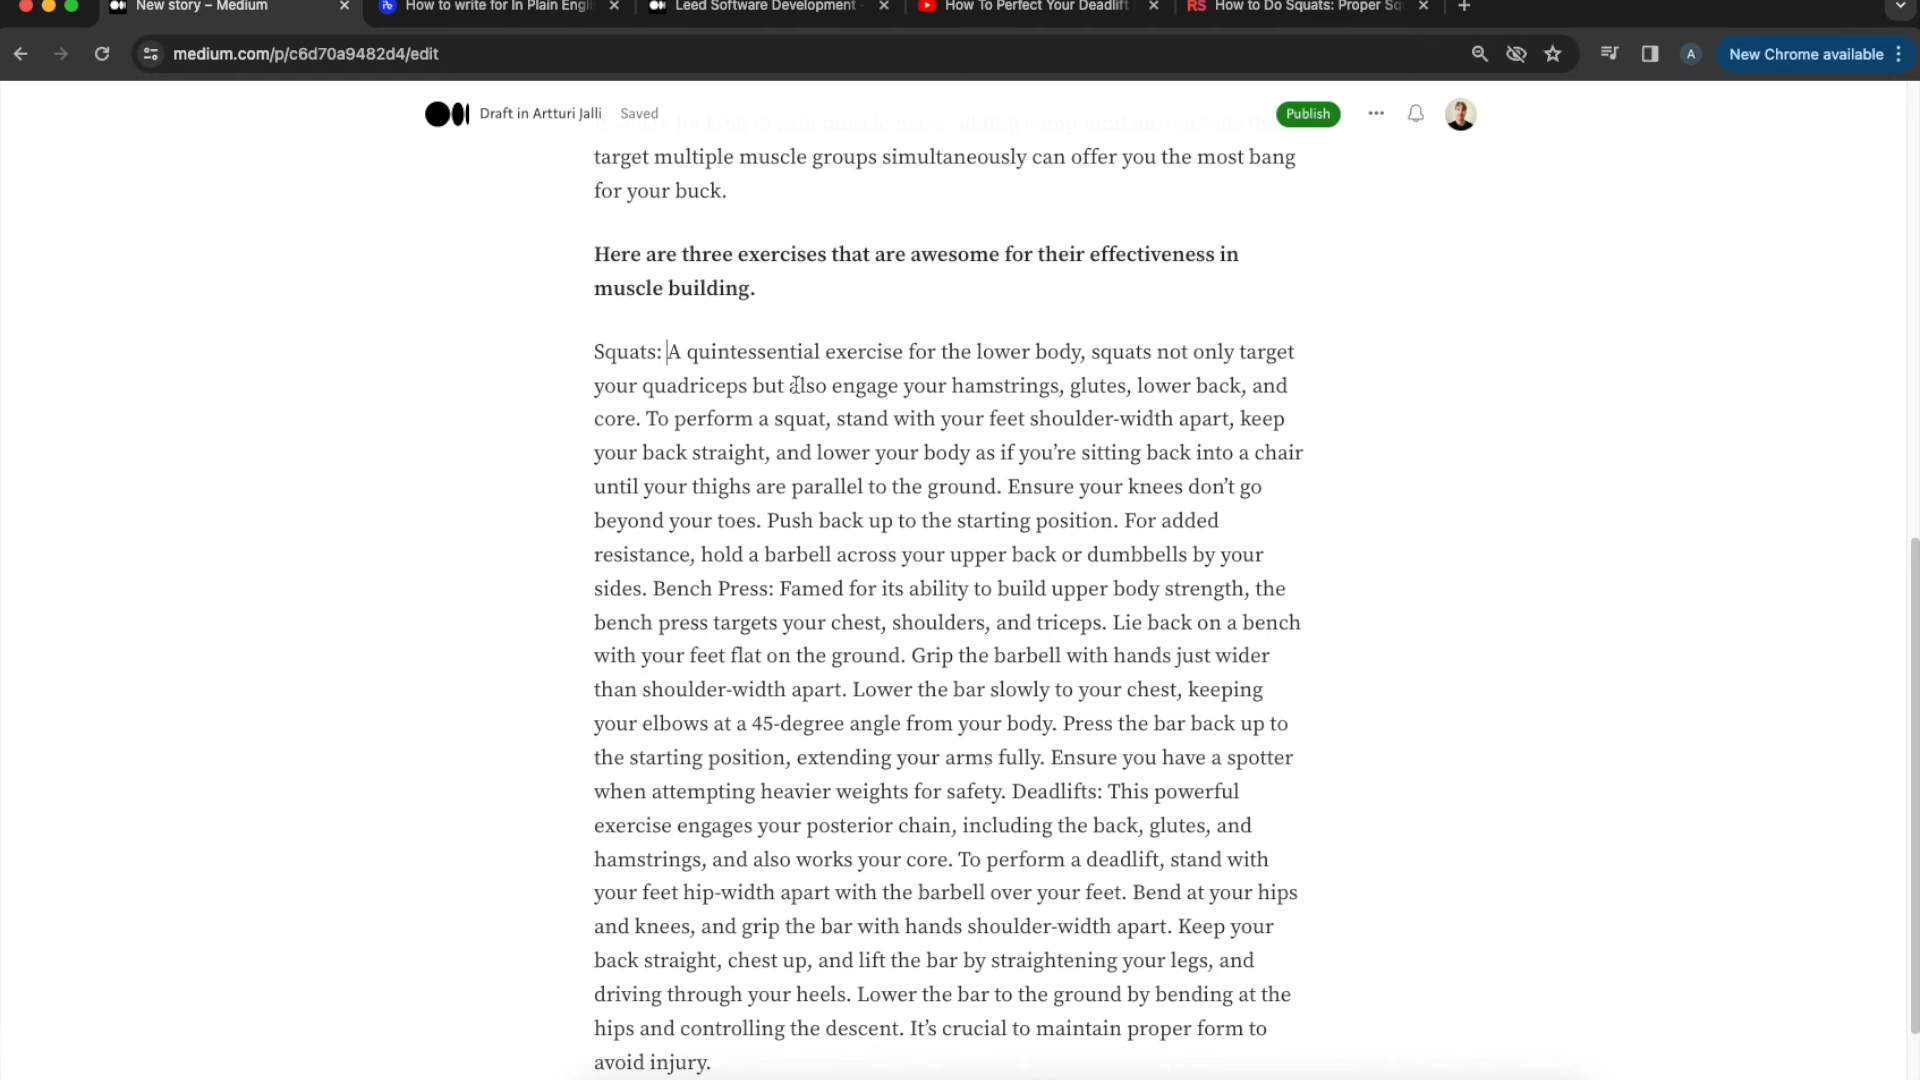 New story – Medium
How to write for In Plain Engli
Leed Software Development
How To Perfect Your Deadlift
RS How to Do Squats: Proper Sq
medium.com/p/c6d70a9482d4/edit
A
New Chrome available
Draft in Artturi Jalli
Saved
Publish
target multiple muscle groups simultaneously can offer you the most bang
for your buck.
Here are three exercises that are awesome for their effectiveness in
muscle building.
Squats: A quintessential exercise for the lower body, squats not only target
your quadriceps but also engage your hamstrings, glutes, lower back, and
core. To perform a squat, stand with your feet shoulder-width apart, keep
your back straight, and lower your body as if you’re sitting back into a chair
until your thighs are parallel to the ground. Ensure your knees don’t go
beyond your toes. Push back up to the starting position. For added
resistance, hold a barbell across your upper back or dumbbells by your
sides. Bench Press: Famed for its ability to build upper body strength, the
bench press targets your chest, shoulders, and triceps. Lie back on a bench
with your feet flat on the ground. Grip the barbell with hands just wider
than shoulder-width apart. Lower the bar slowly to your chest, keeping
your elbows at a 45-degree angle from your body. Press the bar back up to
the starting position, extending your arms fully. Ensure you have a spotter
when attempting heavier weights for safety. Deadlifts: This powerful
exercise engages your posterior chain, including the back, glutes, and
hamstrings, and also works your core. To perform a deadlift, stand with
your feet hip-width apart with the barbell over your feet. Bend at your hips
and knees, and grip the bar with hands shoulder-width apart. Keep your
back straight, chest up, and lift the bar by straightening your legs, and
driving through your heels. Lower the bar to the ground by bending at the
hips and controlling the descent. It’s crucial to maintain proper form to
avoid injury.